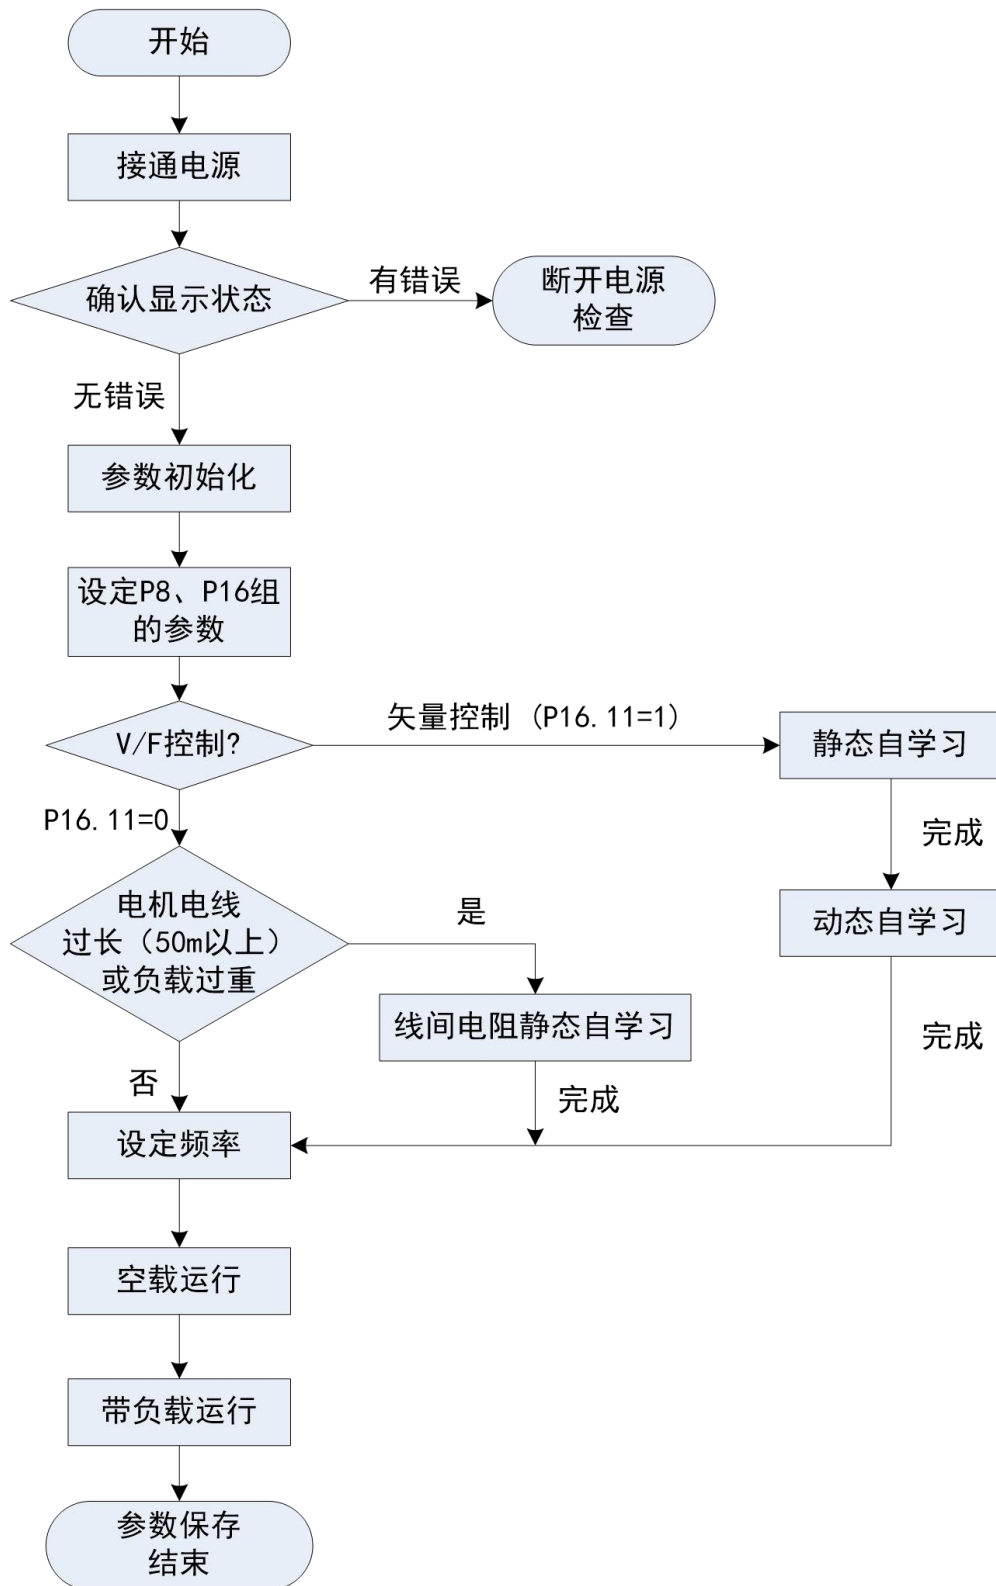 开始
接通电源
确认显示状态
有错误
断开电源
检查
无错误
参数初始化
设定P8、P16组
的参数
V/F控制?
矢量控制 (P16.11=1)
静态自学习
P16.11=0
完成
电机电线
过长（50m以上）
或负载过重
是
动态自学习
线间电阻静态自学习
完成
否
完成
设定频率
空载运行
带负载运行
参数保存
结束